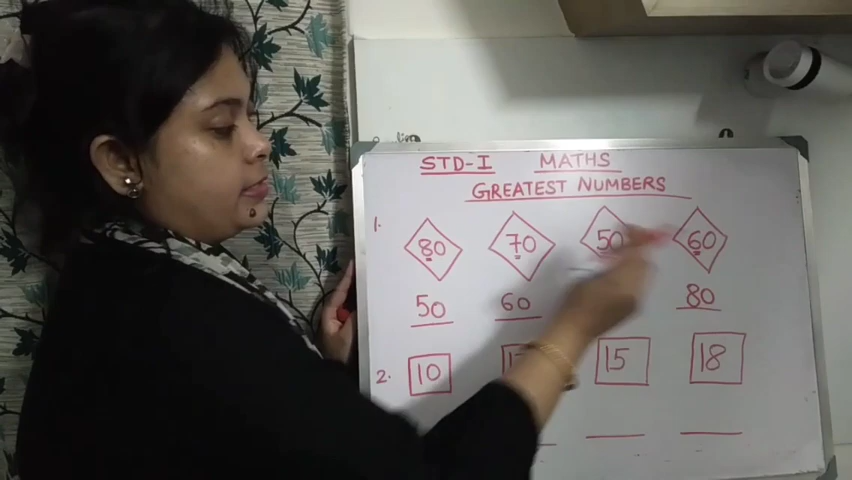 STD-I MATHS
GREATEST NUMBERS
1. 80 70 50 60
50 60 80
2. 10 15 18